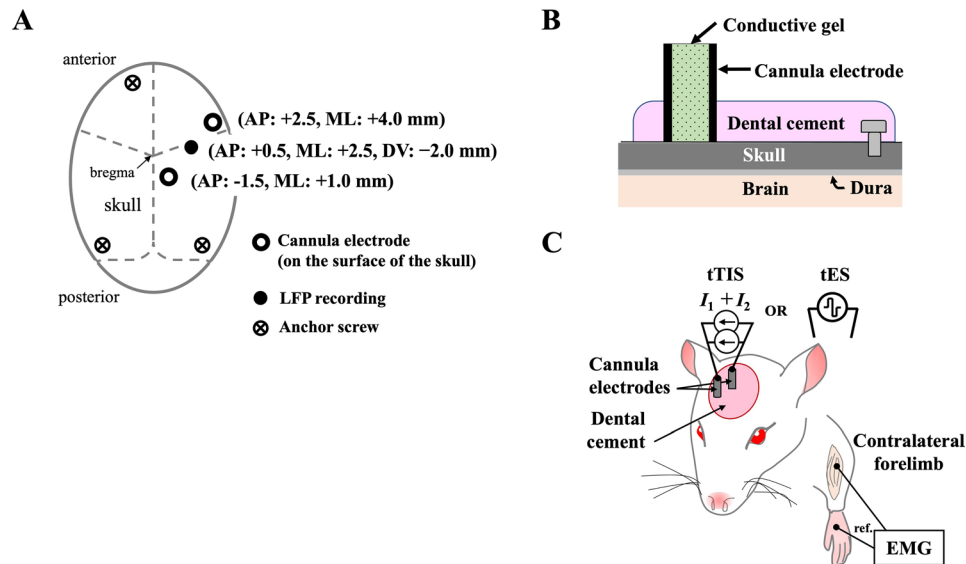 A
anterior
(AP: +2.5, ML: +4.0 mm)
(AP: +0.5, ML: +2.5, DV: −2.0 mm)
bregma
(AP: -1.5, ML: +1.0 mm)
skull
Cannula electrode
(on the surface of the skull)
posterior
LFP recording
Anchor screw
B
Conductive gel
Cannula electrode
Dental cement
Skull
Brain
Dura
C
tTIS
tES
I1 + I2
OR
Cannula
electrodes
Dental
cement
Contralateral
forelimb
ref.
EMG